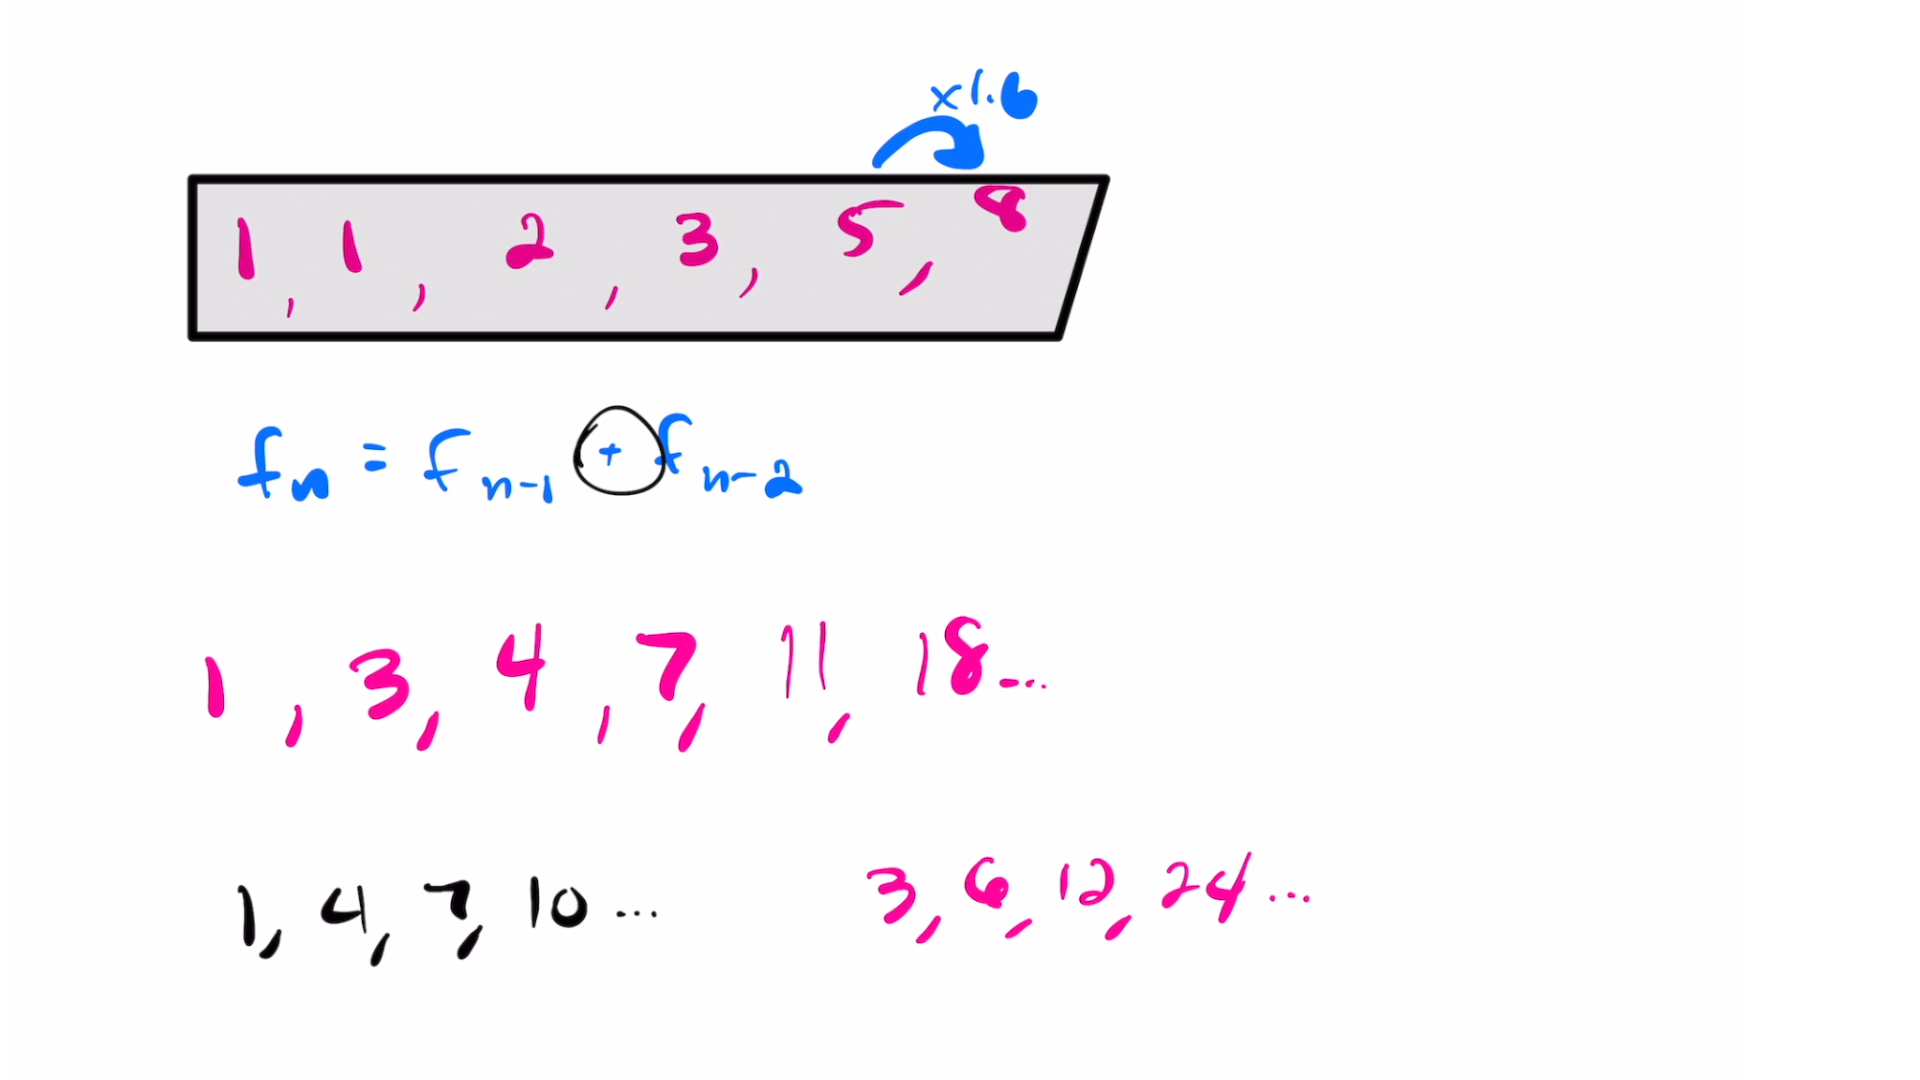 x1.6
1, 1, 2, 3, 5, 8
fn = fn-1 + fn-2
1, 3, 4, 7, 11, 18...
1, 4, 7, 10... 3, 6, 12, 24...